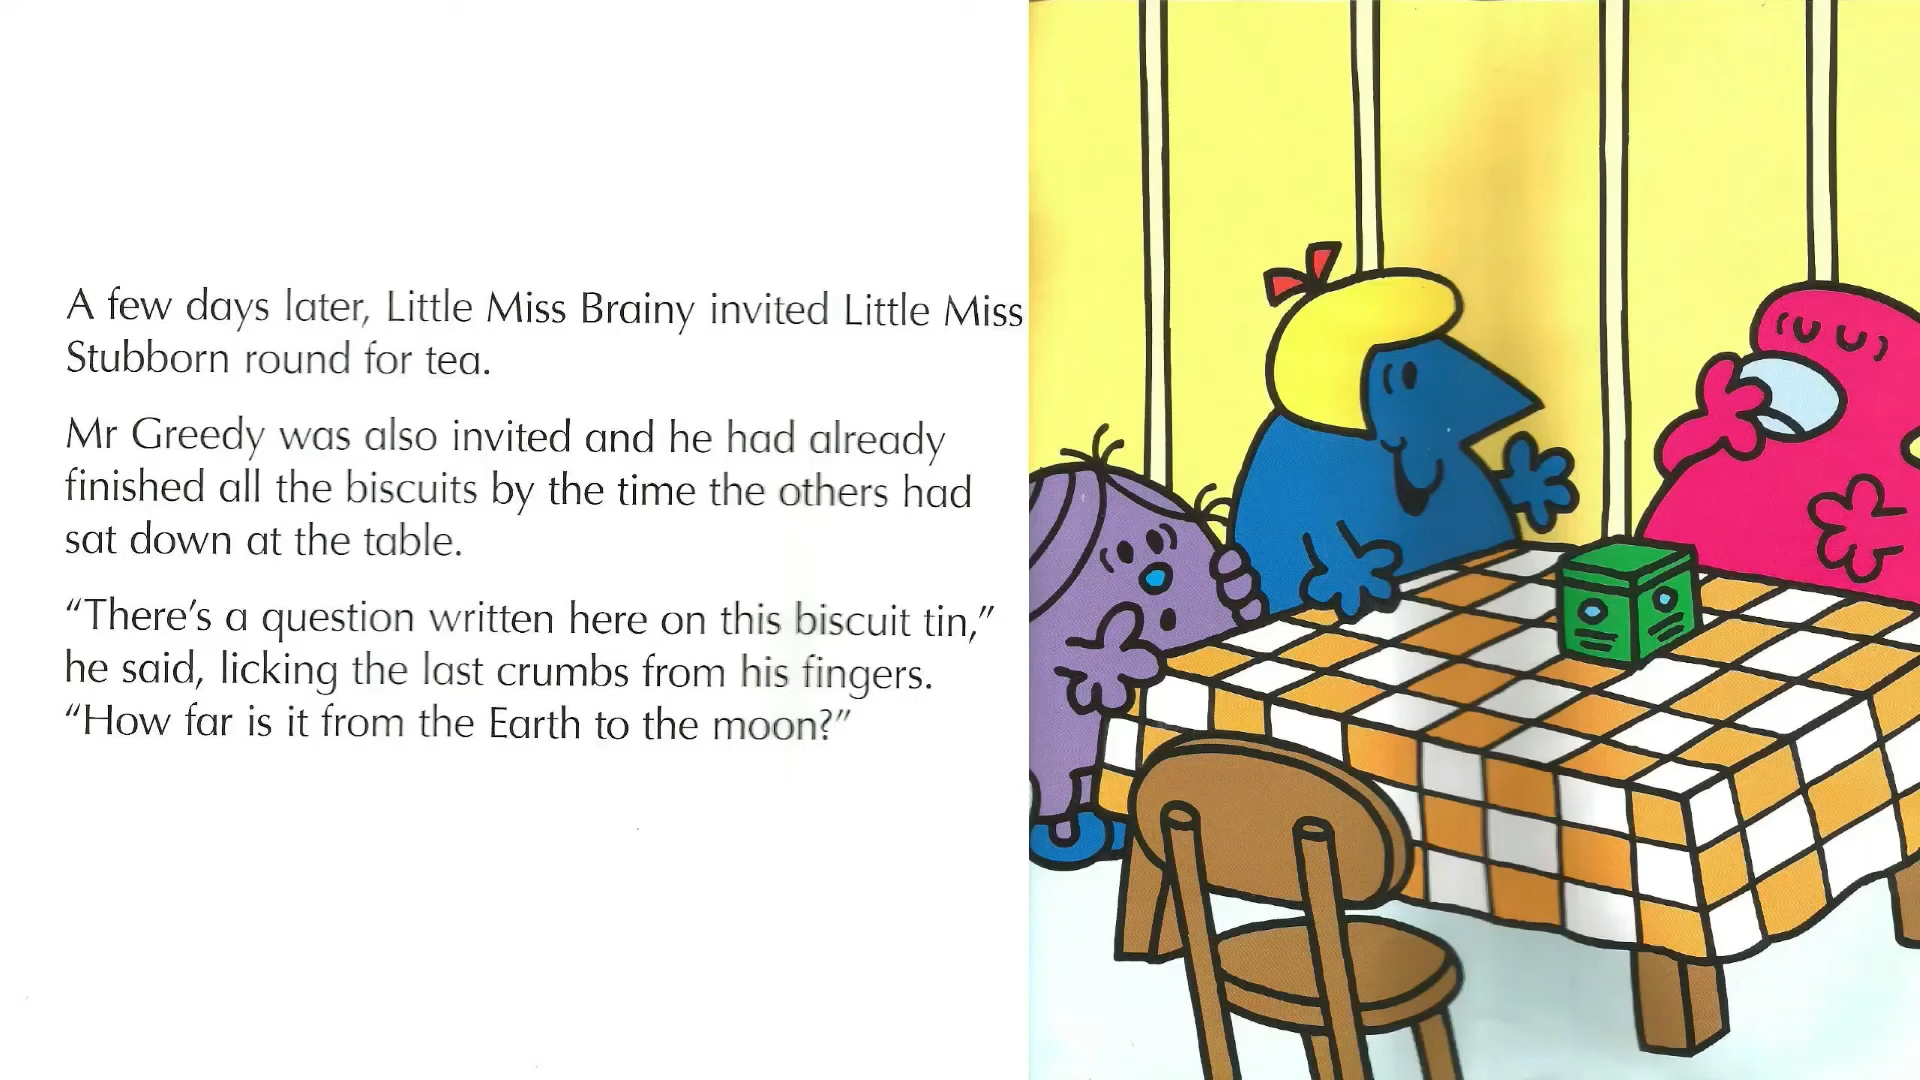 A few days later, Little Miss Brainy invited Little Miss
Stubborn round for tea.
Mr Greedy was also invited and he had already
finished all the biscuits by the time the others had
sat down at the table.
“There’s a question written here on this biscuit tin,”
he said, licking the last crumbs from his fingers.
“How far is it from the Earth to the moon?”